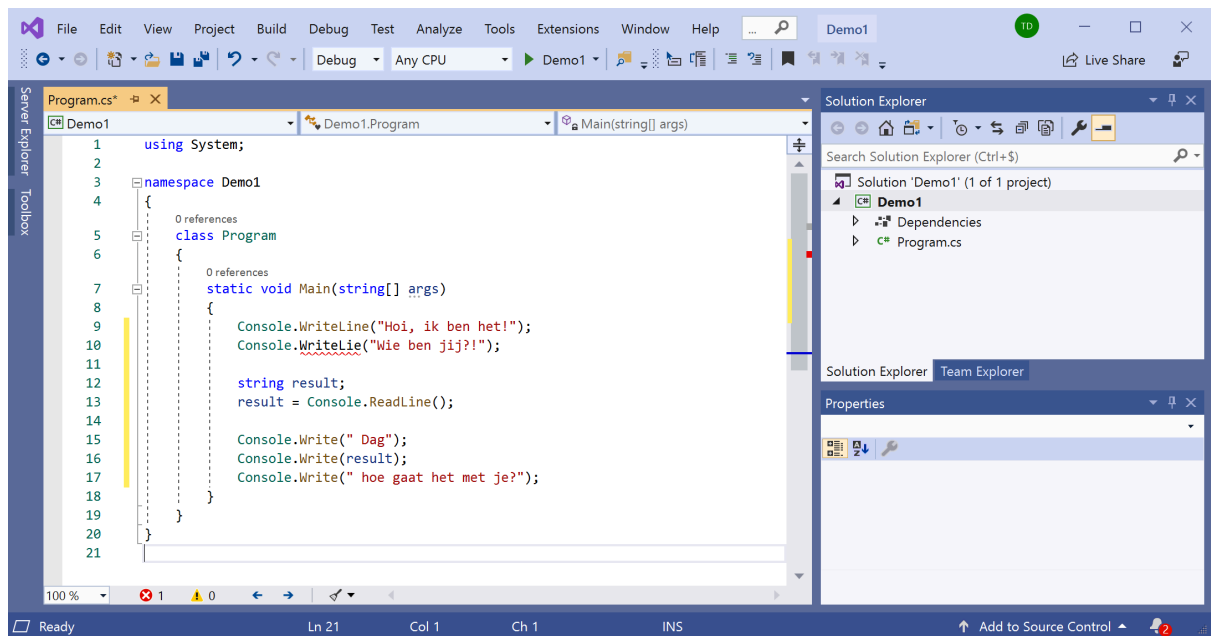 File Edit View Project Build Debug Test Analyze Tools Extensions Window Help ... Demo1 TD
Debug Any CPU Demo1 Live Share
Server Explorer
Toolbox
Program.cs*
C# Demo1 Demo1.Program Main(string[] args)
1 using System;
2
3 namespace Demo1
4 {
0 references
5 class Program
6 {
0 references
7 static void Main(string[] args)
8 {
9 Console.WriteLine("Hoi, ik ben het!");
10 Console.WriteLie("Wie ben jij?!");
11
12 string result;
13 result = Console.ReadLine();
14
15 Console.Write(" Dag");
16 Console.Write(result);
17 Console.Write(" hoe gaat het met je?");
18 }
19 }
20 }
21
100 % 1 0
Solution Explorer
Search Solution Explorer (Ctrl+$)
Solution 'Demo1' (1 of 1 project)
C# Demo1
Dependencies
C# Program.cs
Solution Explorer Team Explorer
Properties
Ready Ln 21 Col 1 Ch 1 INS Add to Source Control 2